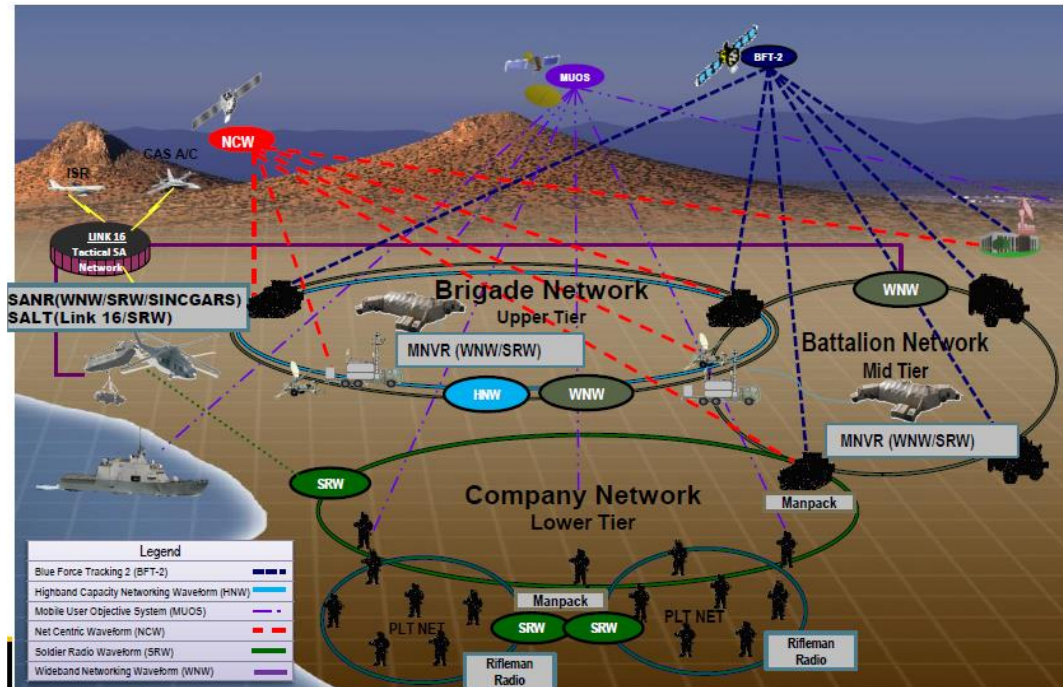 BFT-2
MUOS
NCW
CAS A/C
ISR
LINK 16
Tactical SA
Network
WNW
SANR(WNW/SRW/SINCGARS)
SALT(Link 16/SRW)
Brigade Network
Upper Tier
MNVR (WNW/SRW)
Battalion Network
Mid Tier
HNW
WNW
MNVR (WNW/SRW)
SRW
Company Network
Lower Tier
Manpack
Manpack
PLT NET
SRW
SRW
PLT NET
Rifleman
Radio
Rifleman
Radio
Legend
Blue Force Tracking 2 (BFT-2)
Highband Capacity Networking Waveform (HNW)
Mobile User Objective System (MUOS)
Net Centric Waveform (NCW)
Soldier Radio Waveform (SRW)
Wideband Networking Waveform (WNW)